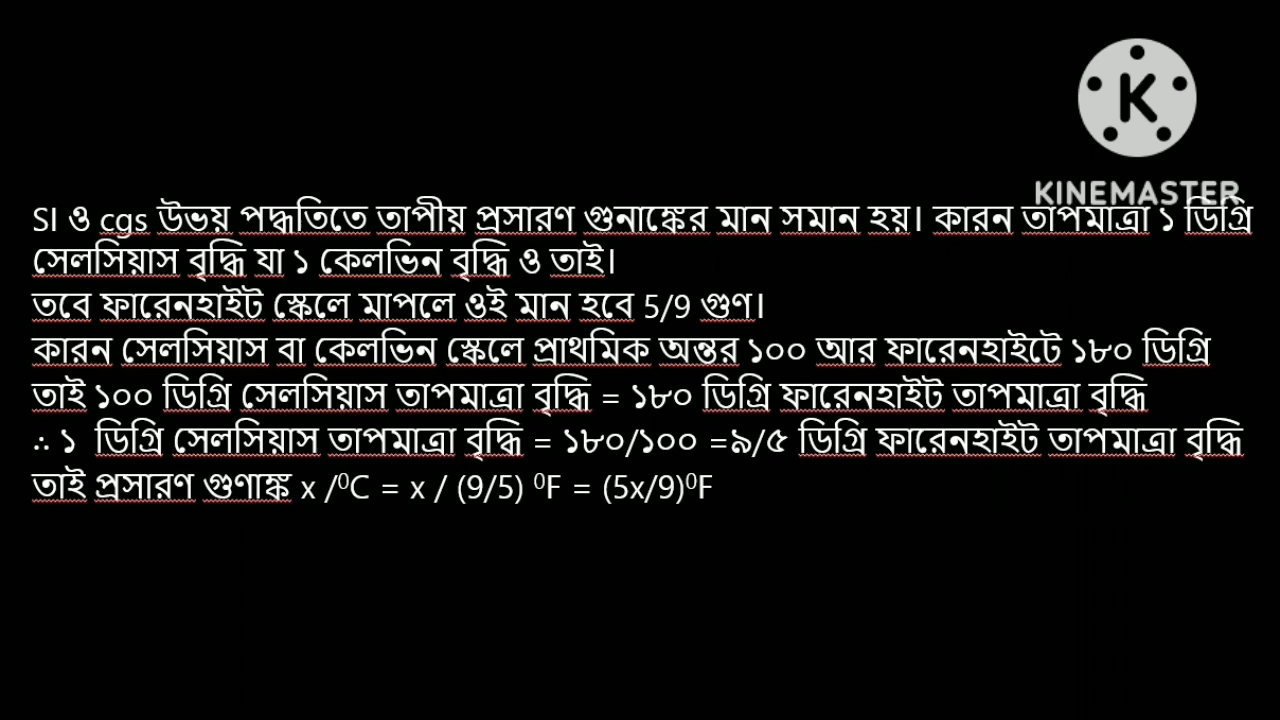 K
KINEMASTER
SI ও cgs উভয় পদ্ধতিতে তাপীয় প্রসারণ গুনাঙ্কের মান সমান হয়। কারন তাপমাত্রা ১ ডিগ্রি
সেলসিয়াস বৃদ্ধি যা ১ কেলভিন বৃদ্ধি ও তাই।
তবে ফারেনহাইট স্কেলে মাপলে ওই মান হবে 5/9 গুণ।
কারন সেলসিয়াস বা কেলভিন স্কেলে প্রাথমিক অন্তর ১০০ আর ফারেনহাইটে ১৮০ ডিগ্রি
তাই ১০০ ডিগ্রি সেলসিয়াস তাপমাত্রা বৃদ্ধি = ১৮০ ডিগ্রি ফারেনহাইট তাপমাত্রা বৃদ্ধি
∴ ১ ডিগ্রি সেলসিয়াস তাপমাত্রা বৃদ্ধি = ১৮০/১০০ =৯/৫ ডিগ্রি ফারেনহাইট তাপমাত্রা বৃদ্ধি
তাই প্রসারণ গুণাঙ্ক x /⁰C = x / (9/5) ⁰F = (5x/9)⁰F